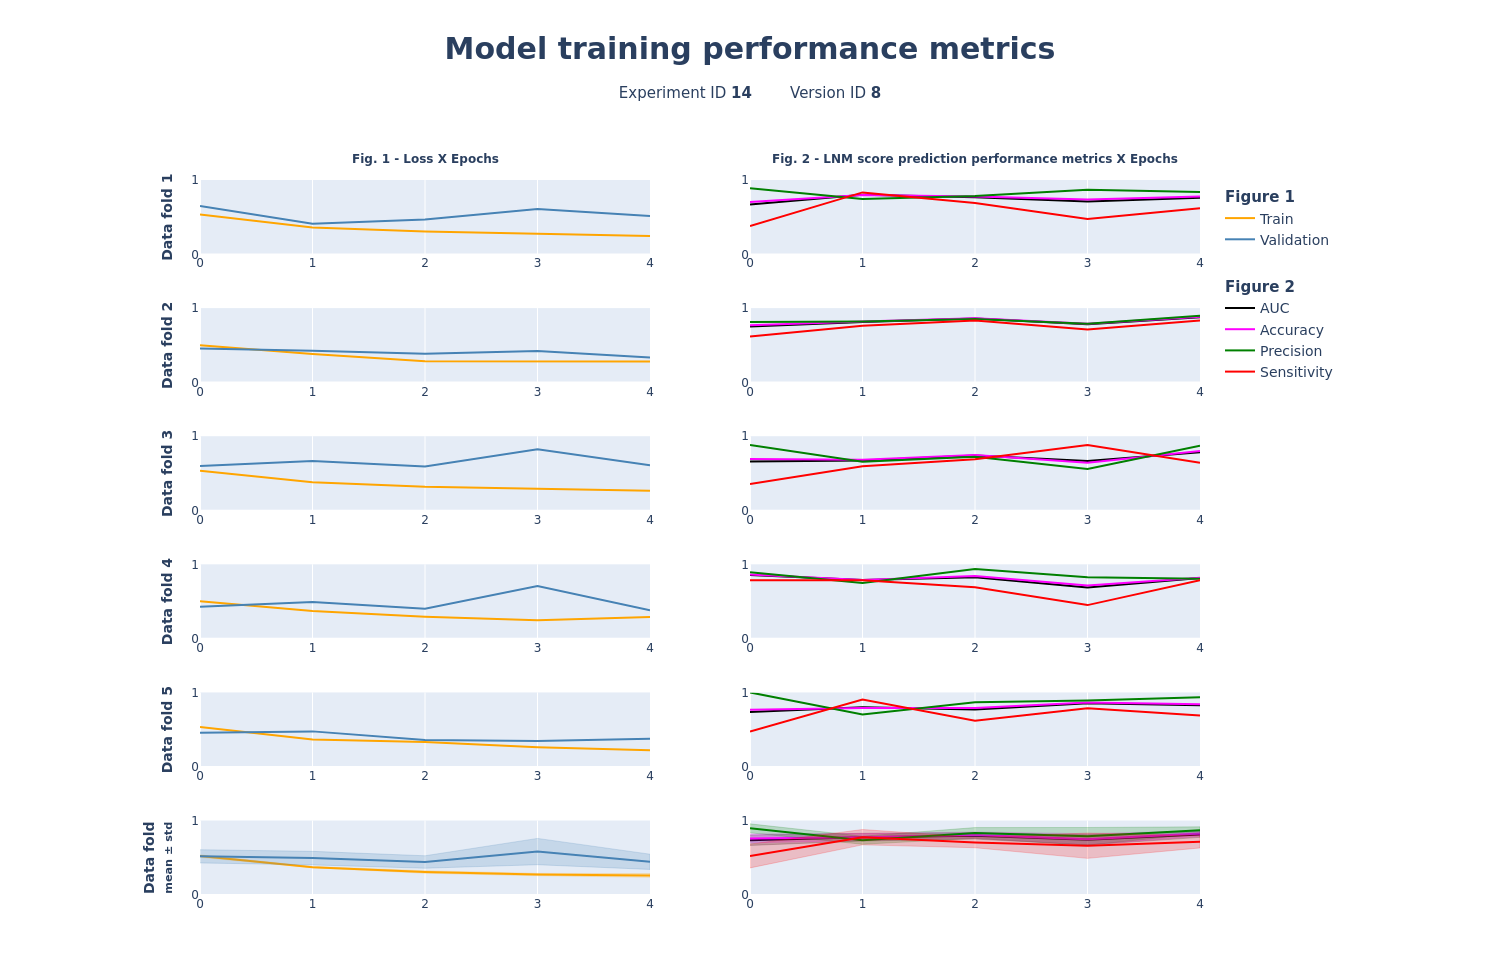 Model training performance metrics
Experiment ID 14 Version ID 8
Fig. 1 - Loss X Epochs
Fig. 2 - LNM score prediction performance metrics X Epochs
Data fold 1
1
0
0 1 2 3 4
1
0
0 1 2 3 4
Data fold 2
1
0
0 1 2 3 4
1
0
0 1 2 3 4
Data fold 3
1
0
0 1 2 3 4
1
0
0 1 2 3 4
Data fold 4
1
0
0 1 2 3 4
1
0
0 1 2 3 4
Data fold 5
1
0
0 1 2 3 4
1
0
0 1 2 3 4
Data fold
mean ± std
1
0
0 1 2 3 4
1
0
0 1 2 3 4
Figure 1
Train
Validation
Figure 2
AUC
Accuracy
Precision
Sensitivity